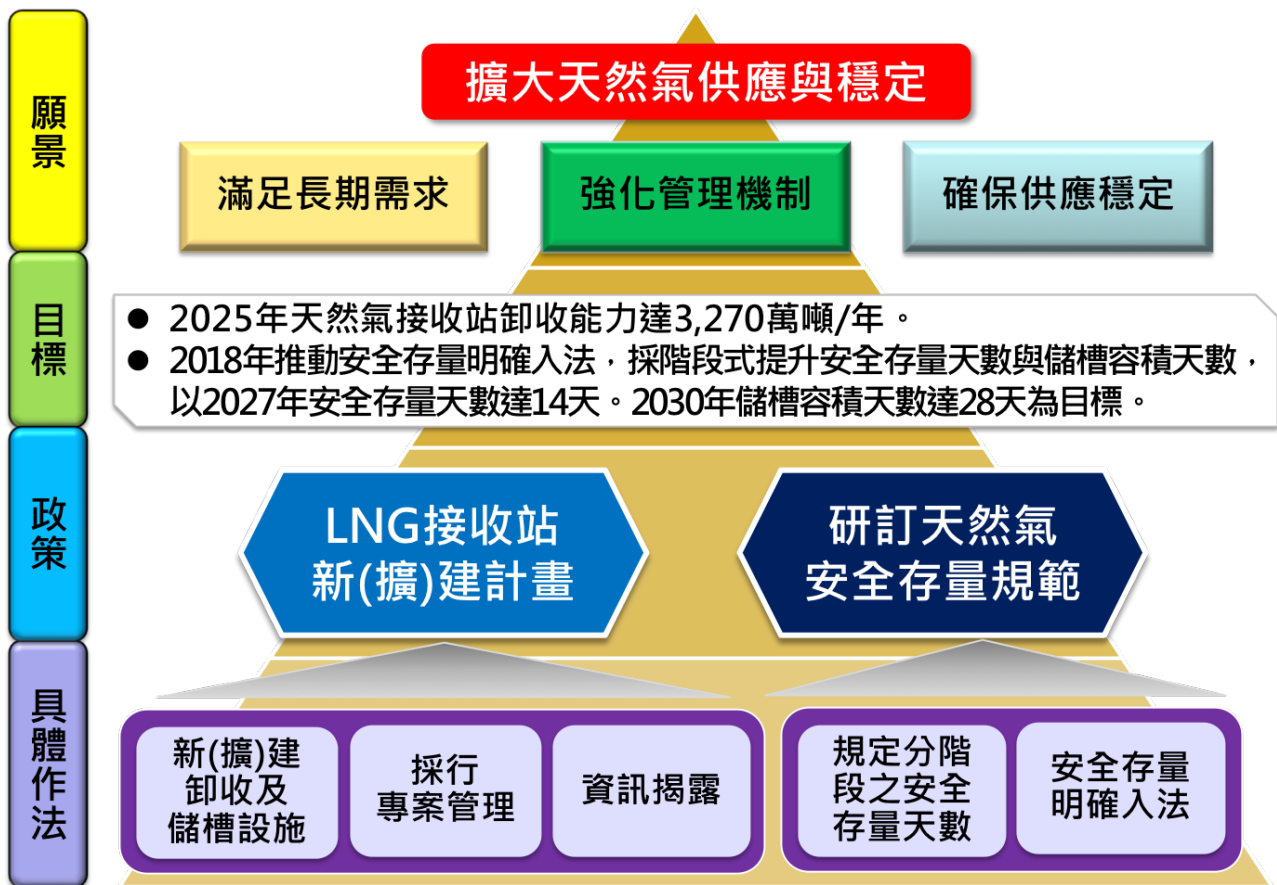 願景
擴大天然氣供應與穩定
滿足長期需求
強化管理機制
確保供應穩定
目標
● 2025年天然氣接收站卸收能力達3,270萬噸/年。
● 2018年推動安全存量明確入法，採階段式提升安全存量天數與儲槽容積天數，
以2027年安全存量天數達14天。2030年儲槽容積天數達28天為目標。
政策
LNG接收站
新(擴)建計畫
研訂天然氣
安全存量規範
具體作法
新(擴)建
卸收及
儲槽設施
採行
專案管理
資訊揭露
規定分階
段之安全
存量天數
安全存量
明確入法